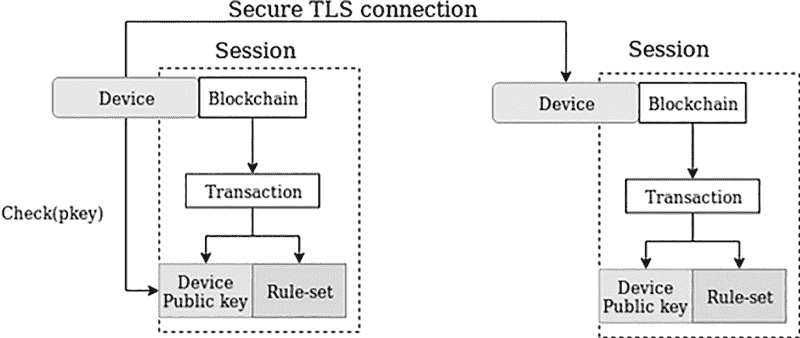 Secure TLS connection
Session
Session
Device
Blockchain
Device
Blockchain
Transaction
Transaction
Check(pkey)
Device
Public key
Rule-set
Device
Public key
Rule-set